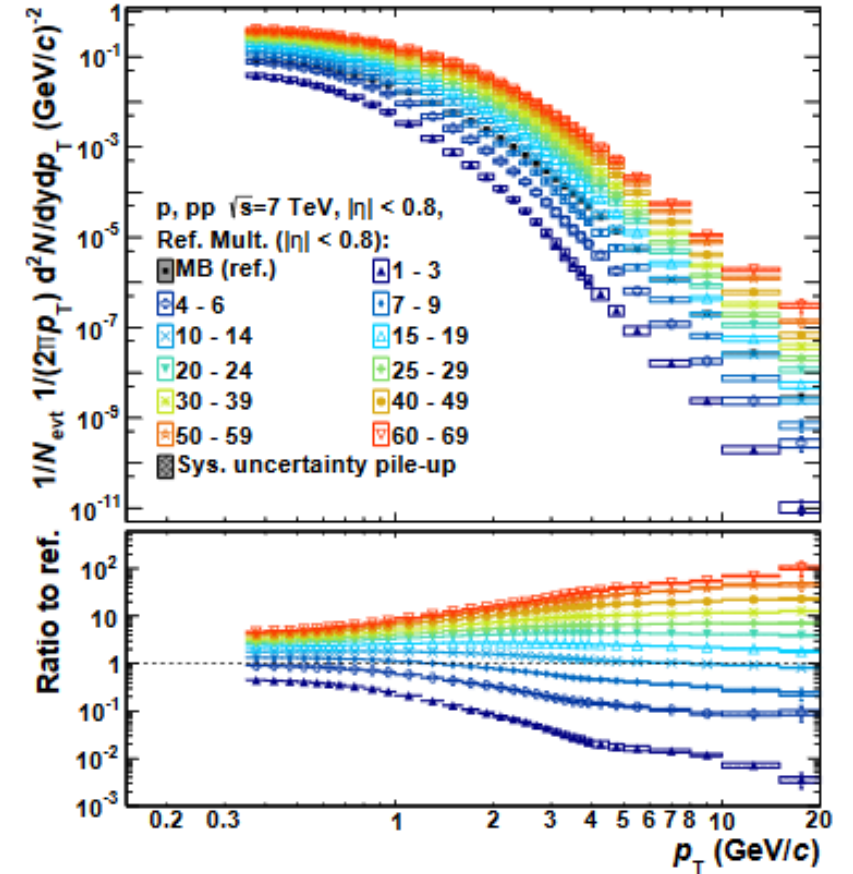 1/N_evt 1/(2πp_T) d²N/dydp_T (GeV/c)⁻²
1
10⁻¹
10⁻³
10⁻⁵
10⁻⁷
10⁻⁹
10⁻¹¹
p, pp √s=7 TeV, |η| < 0.8,
Ref. Mult. (|η| < 0.8):
MB (ref.) 1 - 3
4 - 6 7 - 9
10 - 14 15 - 19
20 - 24 25 - 29
30 - 39 40 - 49
50 - 59 60 - 69
Sys. uncertainty pile-up
Ratio to ref.
10²
10
1
10⁻¹
10⁻²
10⁻³
0.2 0.3 1 2 3 4 5 6 7 8 10 20
p_T (GeV/c)